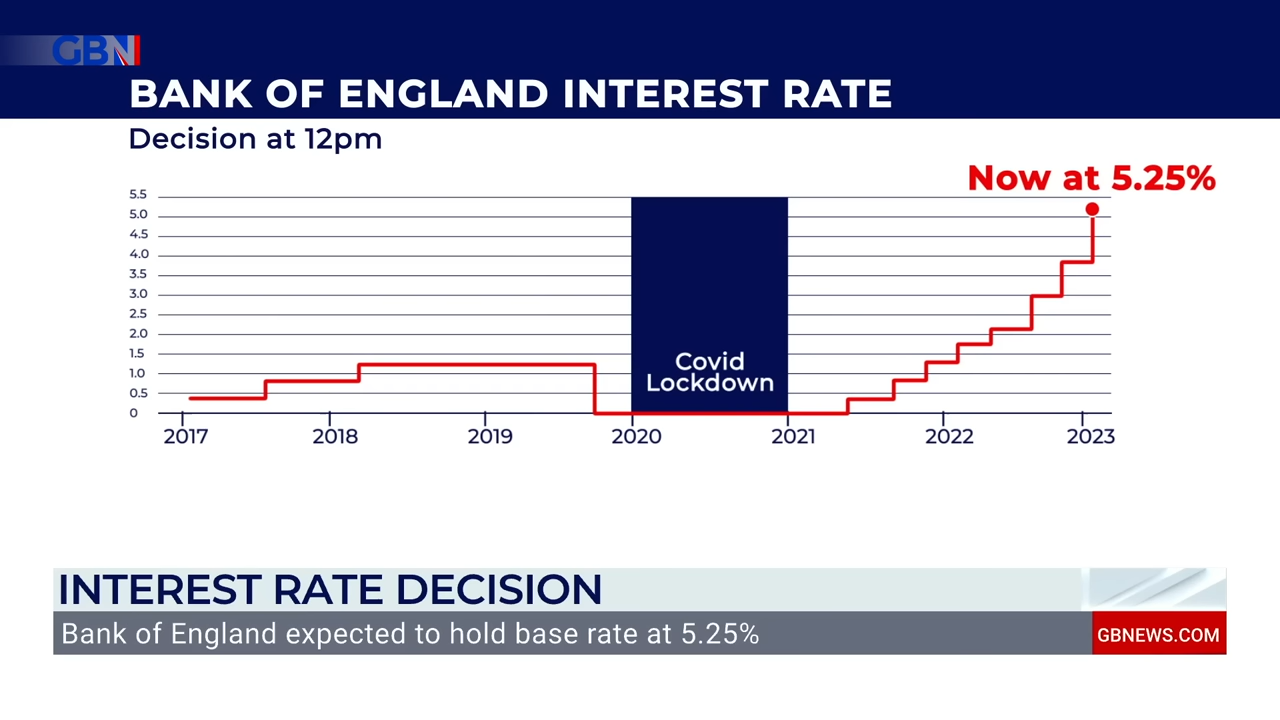 GBN
BANK OF ENGLAND INTEREST RATE
Decision at 12pm
Now at 5.25%
5.5
5.0
4.5
4.0
3.5
3.0
2.5
2.0
1.5
1.0
0.5
0
Covid
Lockdown
2017 2018 2019 2020 2021 2022 2023
INTEREST RATE DECISION
Bank of England expected to hold base rate at 5.25%
GBNEWS.COM